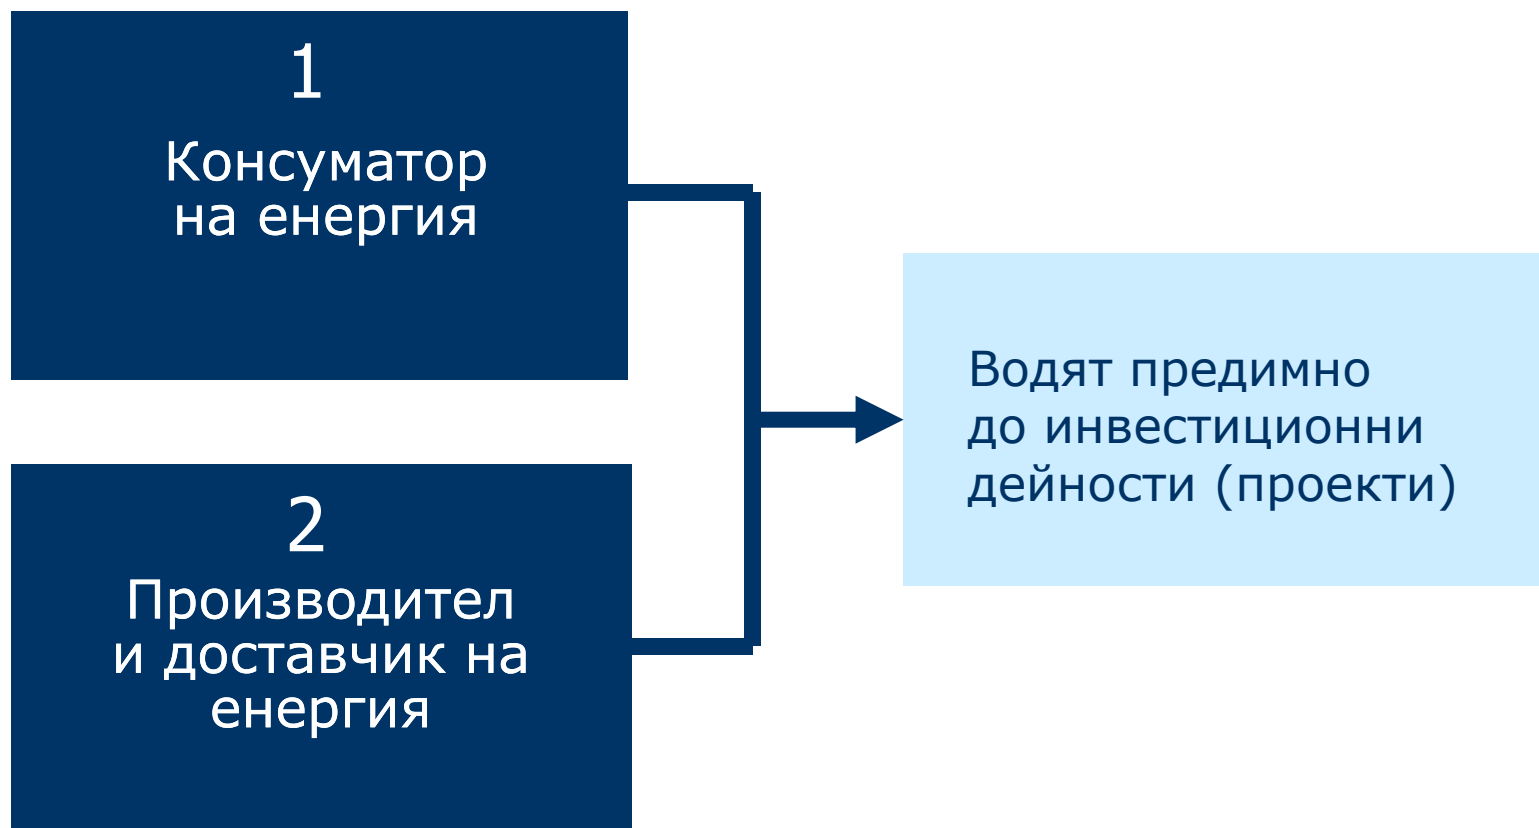 1
Консуматор
на енергия
2
Производител
и доставчик на
енергия
Водят предимно
до инвестиционни
дейности (проекти)